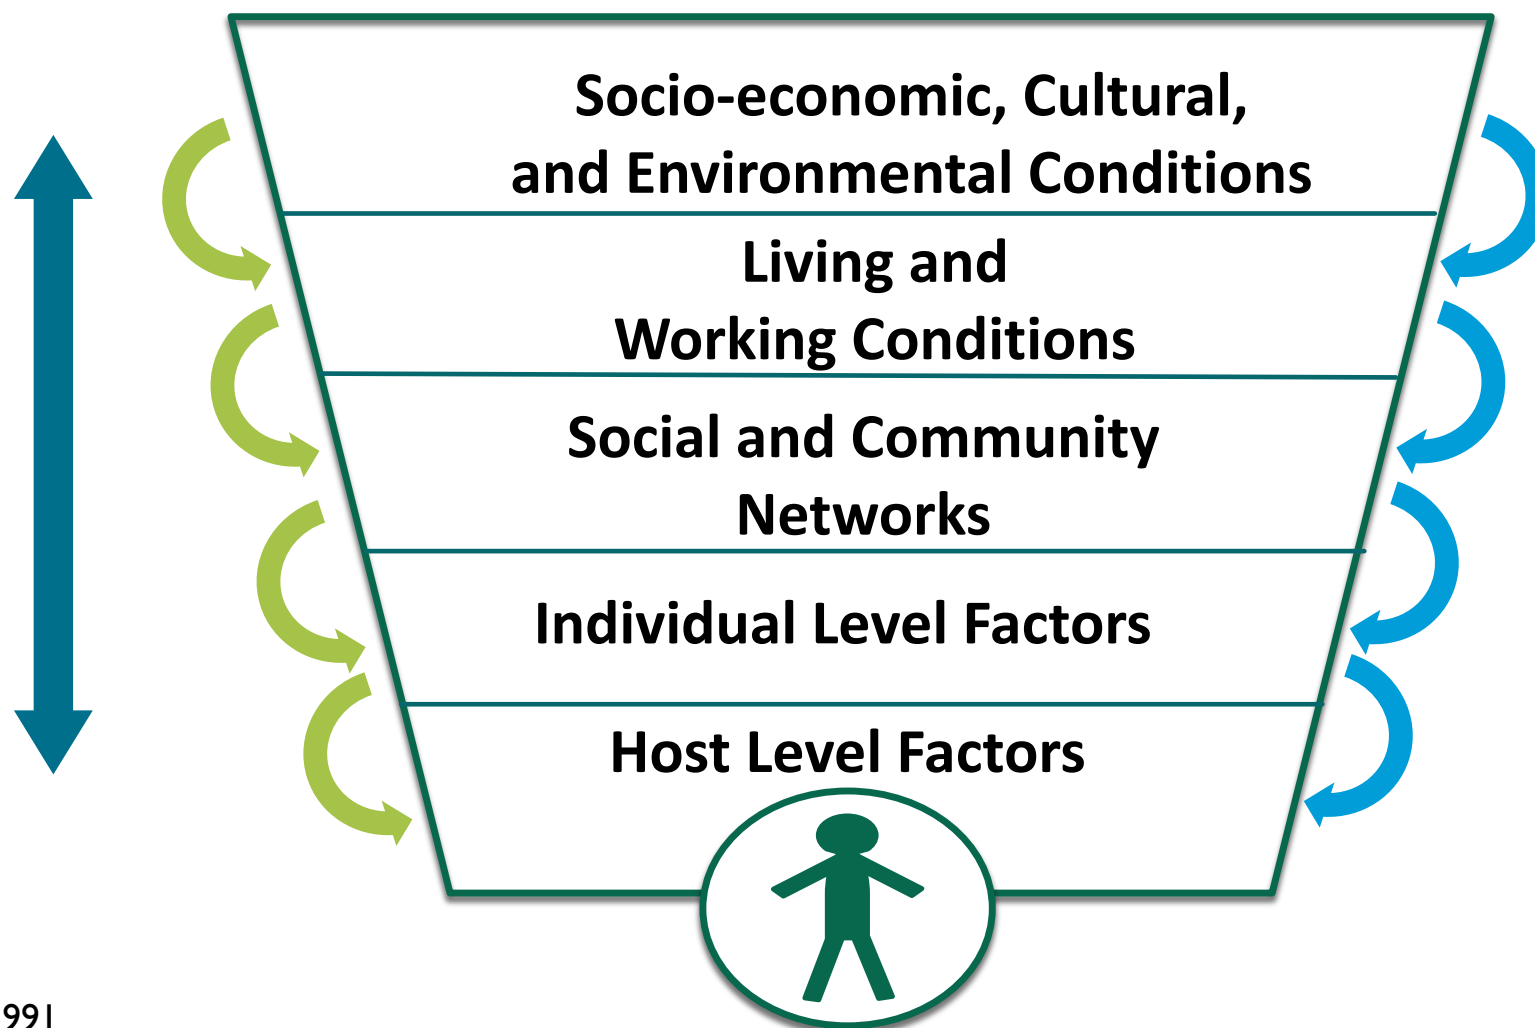 Socio-economic, Cultural,
and Environmental Conditions
Living and
Working Conditions
Social and Community
Networks
Individual Level Factors
Host Level Factors
991